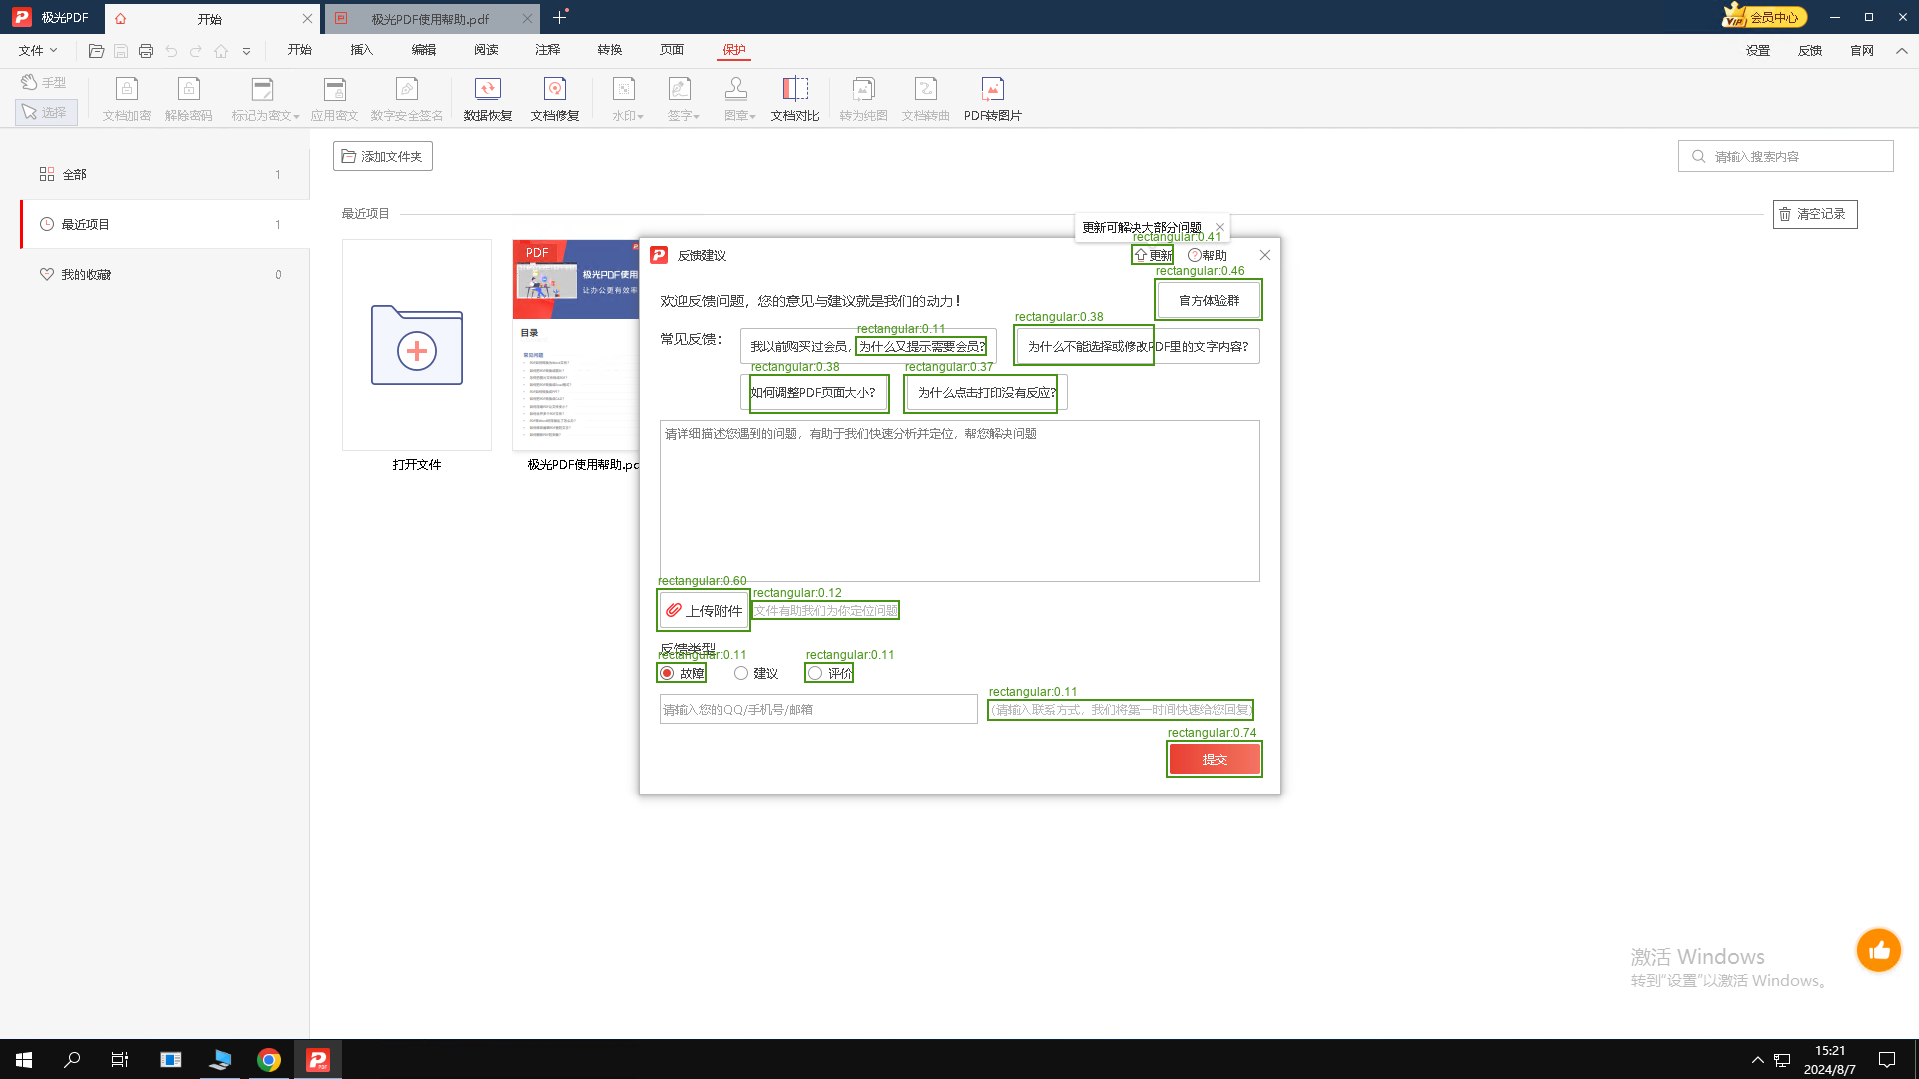 极光PDF
开始
极光PDF使用帮助.pdf
会员中心
文件
开始
插入
编辑
阅读
注释
转换
页面
保护
设置
反馈
官网
手型
选择
文档加密
解除密码
标记为密文
应用密文
数字安全签名
数据恢复
文档修复
水印
签字
图章
文档对比
转为纯图
文档转曲
PDF转图片
全部
1
最近项目
1
我的收藏
0
添加文件夹
请输入搜索内容
最近项目
清空记录
打开文件
PDF
极光PDF使用
让办公更有效率
目录
极光PDF使用帮助.pd
更新可解决大部分问题
rectangular:0.41
反馈建议
更新
帮助
rectangular:0.46
欢迎反馈问题，您的意见与建议就是我们的动力！
官方体验群
rectangular:0.11
rectangular:0.38
常见反馈：
我以前购买过会员，为什么又提示需要会员?
为什么不能选择或修改PDF里的文字内容?
rectangular:0.38
rectangular:0.37
如何调整PDF页面大小?
为什么点击打印没有反应?
请详细描述您遇到的问题，有助于我们快速分析并定位，帮您解决问题
rectangular:0.60
rectangular:0.12
上传附件
文件有助我们为你定位问题
反馈类型
rectangular:0.11
rectangular:0.11
故障
建议
评价
rectangular:0.11
请输入您的QQ/手机号/邮箱
(请输入联系方式，我们将第一时间快速给您回复)
rectangular:0.74
提交
激活 Windows
转到“设置”以激活 Windows。
15:21
2024/8/7